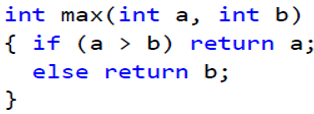 int max(int a, int b)
{ if (a > b) return a;
  else return b;
}